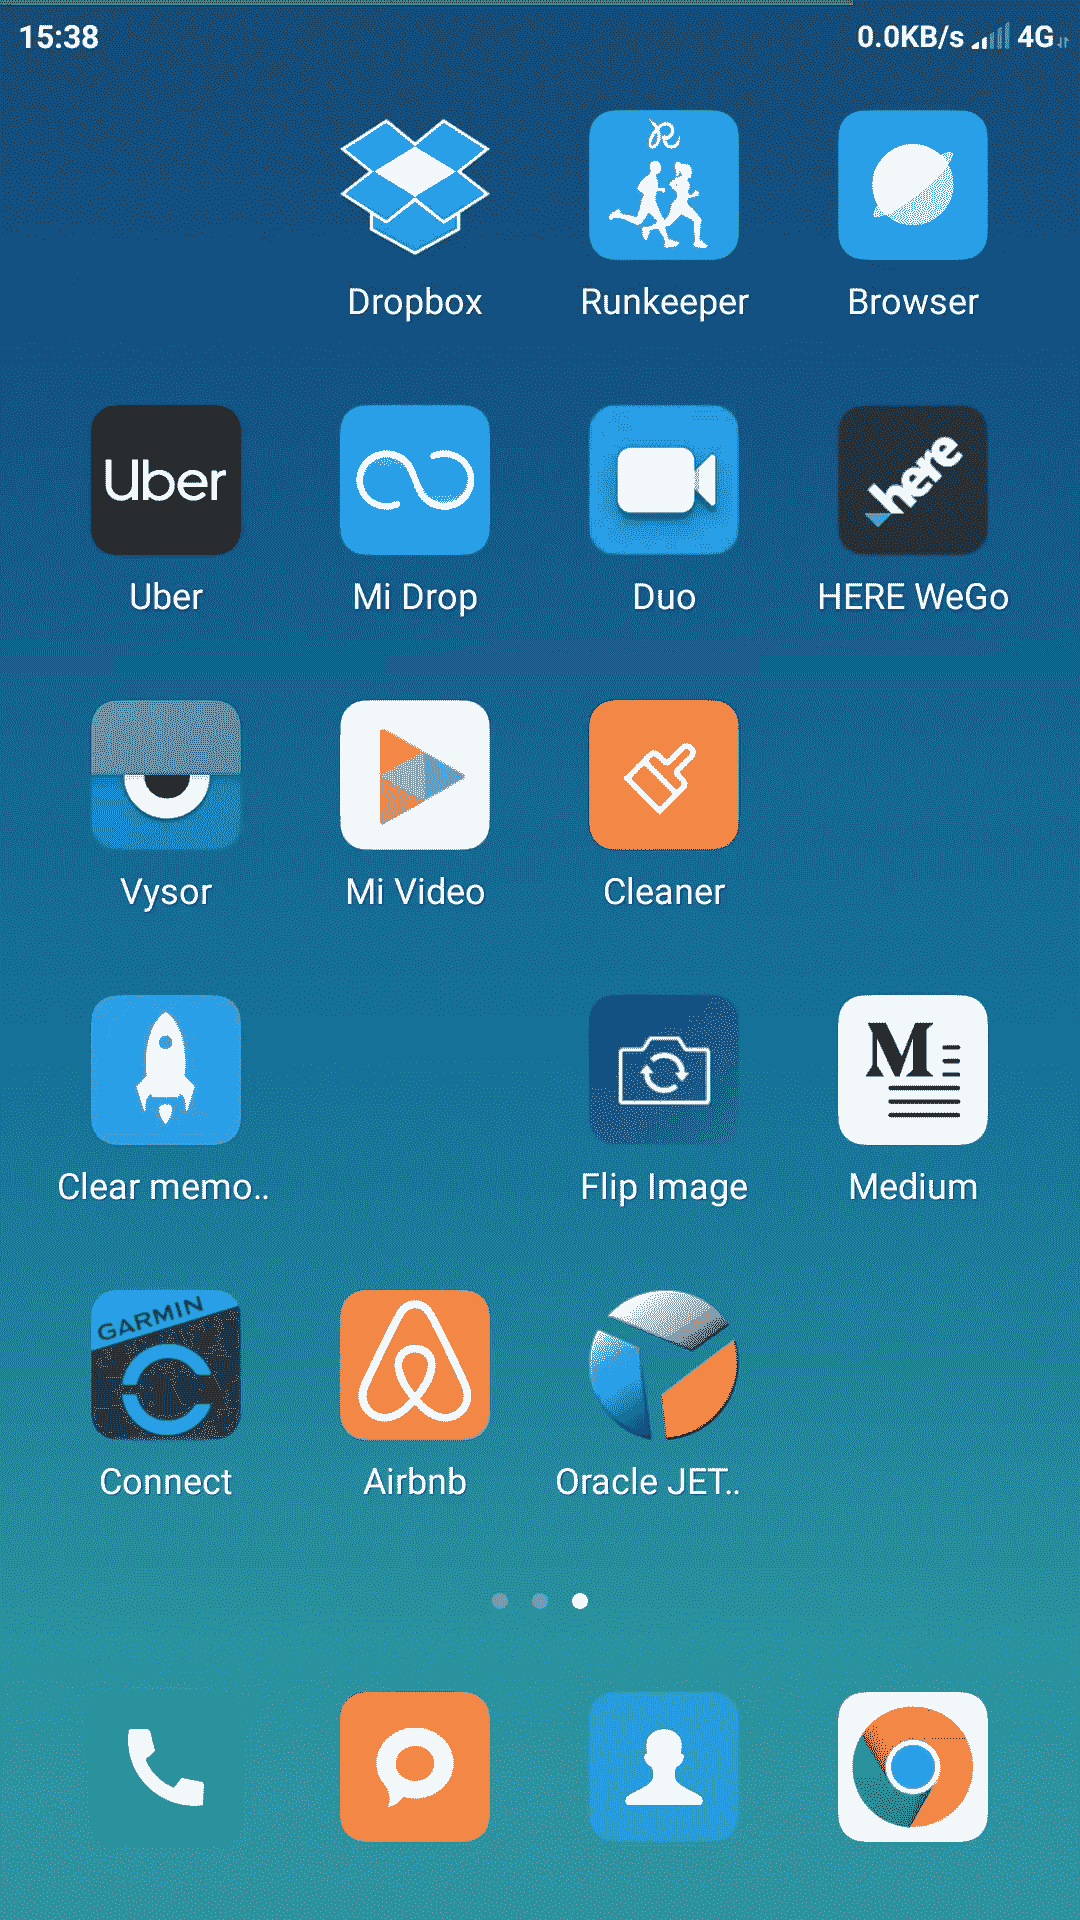 15:38 0.0KB/s 4G
Dropbox Runkeeper Browser
Uber here
Uber Mi Drop Duo HERE WeGo
Vysor Mi Video Cleaner
M
Clear memo.. Flip Image Medium
GARMIN
Connect Airbnb Oracle JET..